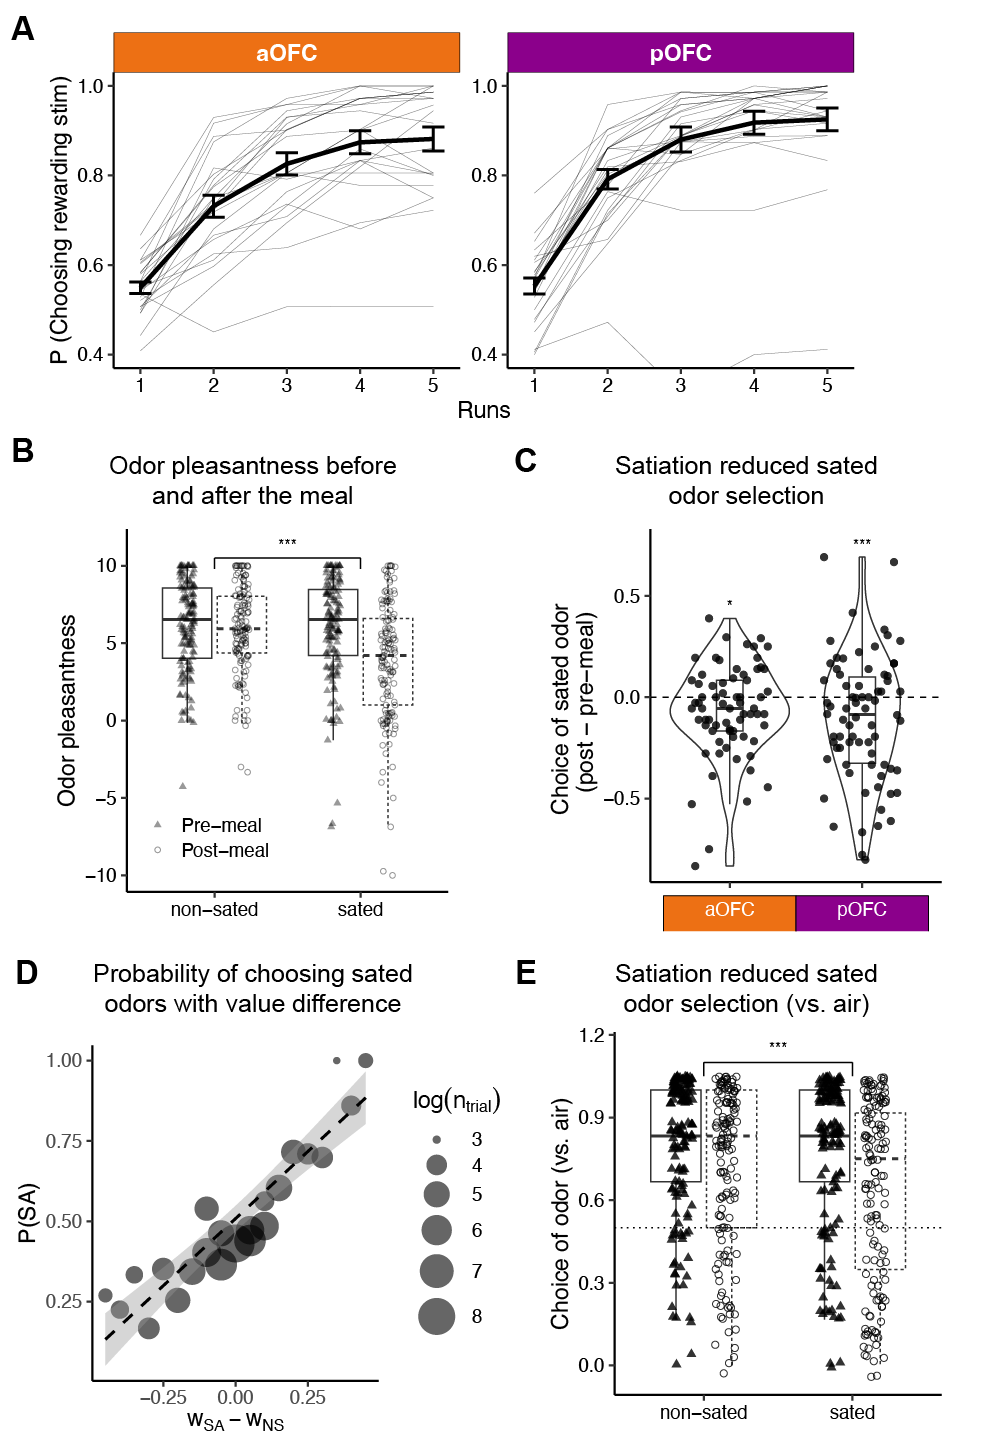 A
aOFC
pOFC
P (Choosing rewarding stim)
1.0
0.8
0.6
0.4
1.0
0.8
0.6
0.4
1 2 3 4 5
1 2 3 4 5
Runs
B
Odor pleasantness before
and after the meal
Odor pleasantness
10
5
0
−5
−10
***
Pre−meal
Post−meal
non−sated
sated
C
Satiation reduced sated
odor selection
Choice of sated odor
(post − pre−meal)
0.5
0.0
−0.5
*
***
aOFC
pOFC
D
Probability of choosing sated
odors with value difference
P(SA)
1.00
0.75
0.50
0.25
−0.25 0.00 0.25
wSA − wNS
log(ntrial)
3
4
5
6
7
8
E
Satiation reduced sated
odor selection (vs. air)
Choice of odor (vs. air)
1.2
0.9
0.6
0.3
0.0
***
non−sated
sated